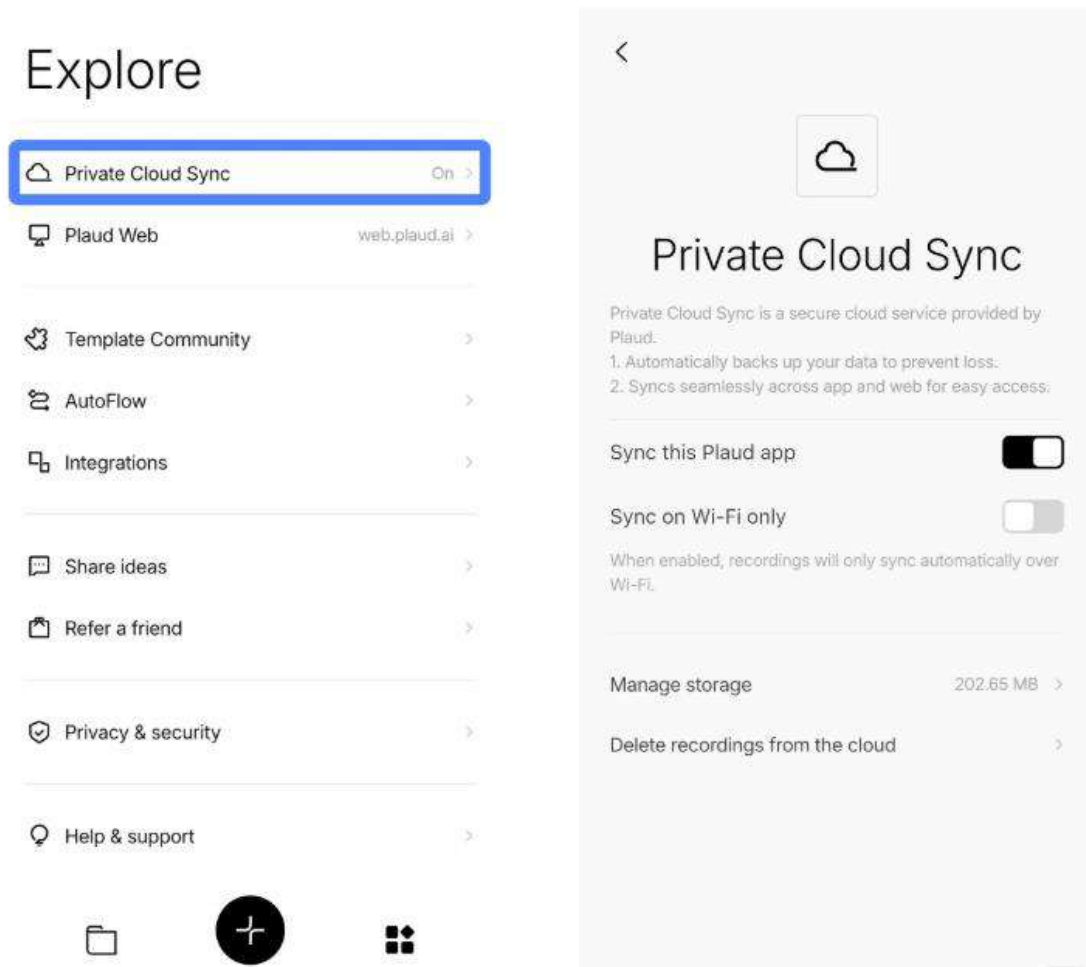 Explore
Private Cloud Sync On
Plaud Web web.plaud.ai
Template Community
AutoFlow
Integrations
Share ideas
Refer a friend
Privacy & security
Help & support
Private Cloud Sync
Private Cloud Sync is a secure cloud service provided by
Plaud.
1. Automatically backs up your data to prevent loss.
2. Syncs seamlessly across app and web for easy access.
Sync this Plaud app
Sync on Wi-Fi only
When enabled, recordings will only sync automatically over
Wi-Fi.
Manage storage 202.65 MB
Delete recordings from the cloud